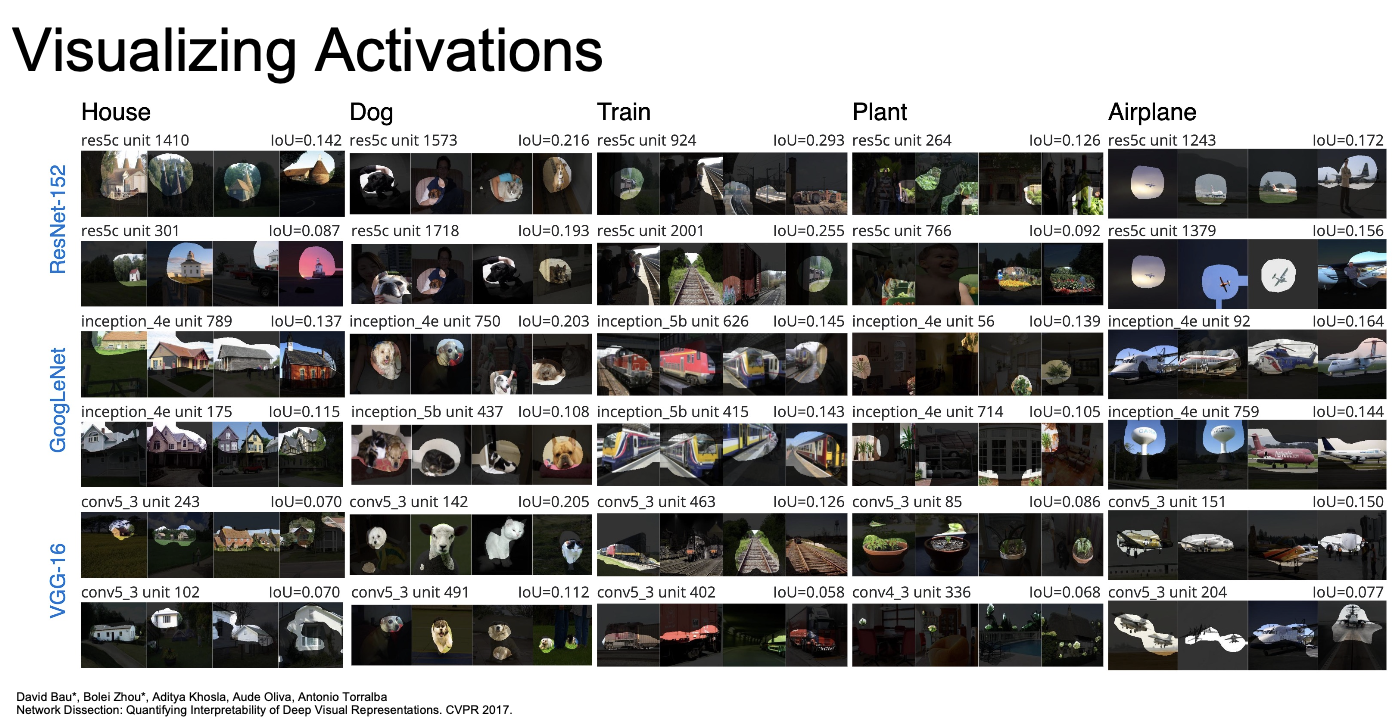 Visualizing Activations
House Dog Train Plant Airplane
ResNet-152
res5c unit 1410 IoU=0.142 res5c unit 1573 IoU=0.216 res5c unit 924 IoU=0.293 res5c unit 264 IoU=0.126 res5c unit 1243 IoU=0.172
res5c unit 301 IoU=0.087 res5c unit 1718 IoU=0.193 res5c unit 2001 IoU=0.255 res5c unit 766 IoU=0.092 res5c unit 1379 IoU=0.156
GoogLeNet
inception_4e unit 789 IoU=0.137 inception_4e unit 750 IoU=0.203 inception_5b unit 626 IoU=0.145 inception_4e unit 56 IoU=0.139 inception_4e unit 92 IoU=0.164
inception_4e unit 175 IoU=0.115 inception_5b unit 437 IoU=0.108 inception_5b unit 415 IoU=0.143 inception_4e unit 714 IoU=0.105 inception_4e unit 759 IoU=0.144
VGG-16
conv5_3 unit 243 IoU=0.070 conv5_3 unit 142 IoU=0.205 conv5_3 unit 463 IoU=0.126 conv5_3 unit 85 IoU=0.086 conv5_3 unit 151 IoU=0.150
conv5_3 unit 102 IoU=0.070 conv5_3 unit 491 IoU=0.112 conv5_3 unit 402 IoU=0.058 conv4_3 unit 336 IoU=0.068 conv5_3 unit 204 IoU=0.077
David Bau*, Bolei Zhou*, Aditya Khosla, Aude Oliva, Antonio Torralba
Network Dissection: Quantifying Interpretability of Deep Visual Representations. CVPR 2017.